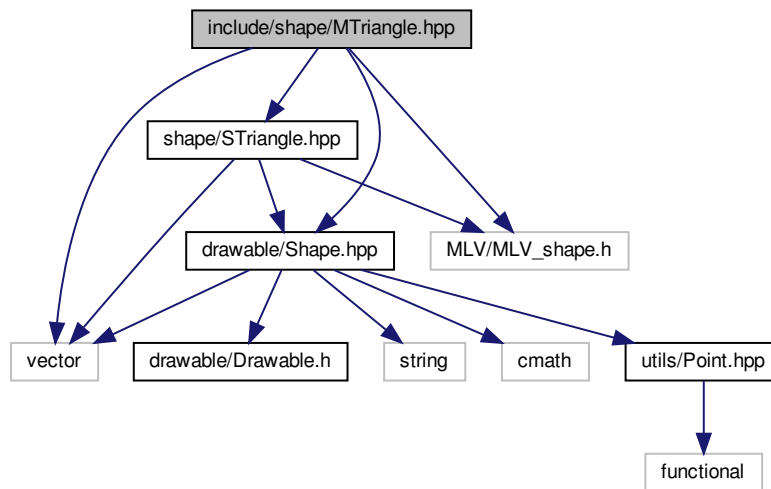 include/shape/MTriangle.hpp
shape/STriangle.hpp
drawable/Shape.hpp
MLV/MLV_shape.h
vector
drawable/Drawable.h
string
cmath
utils/Point.hpp
functional